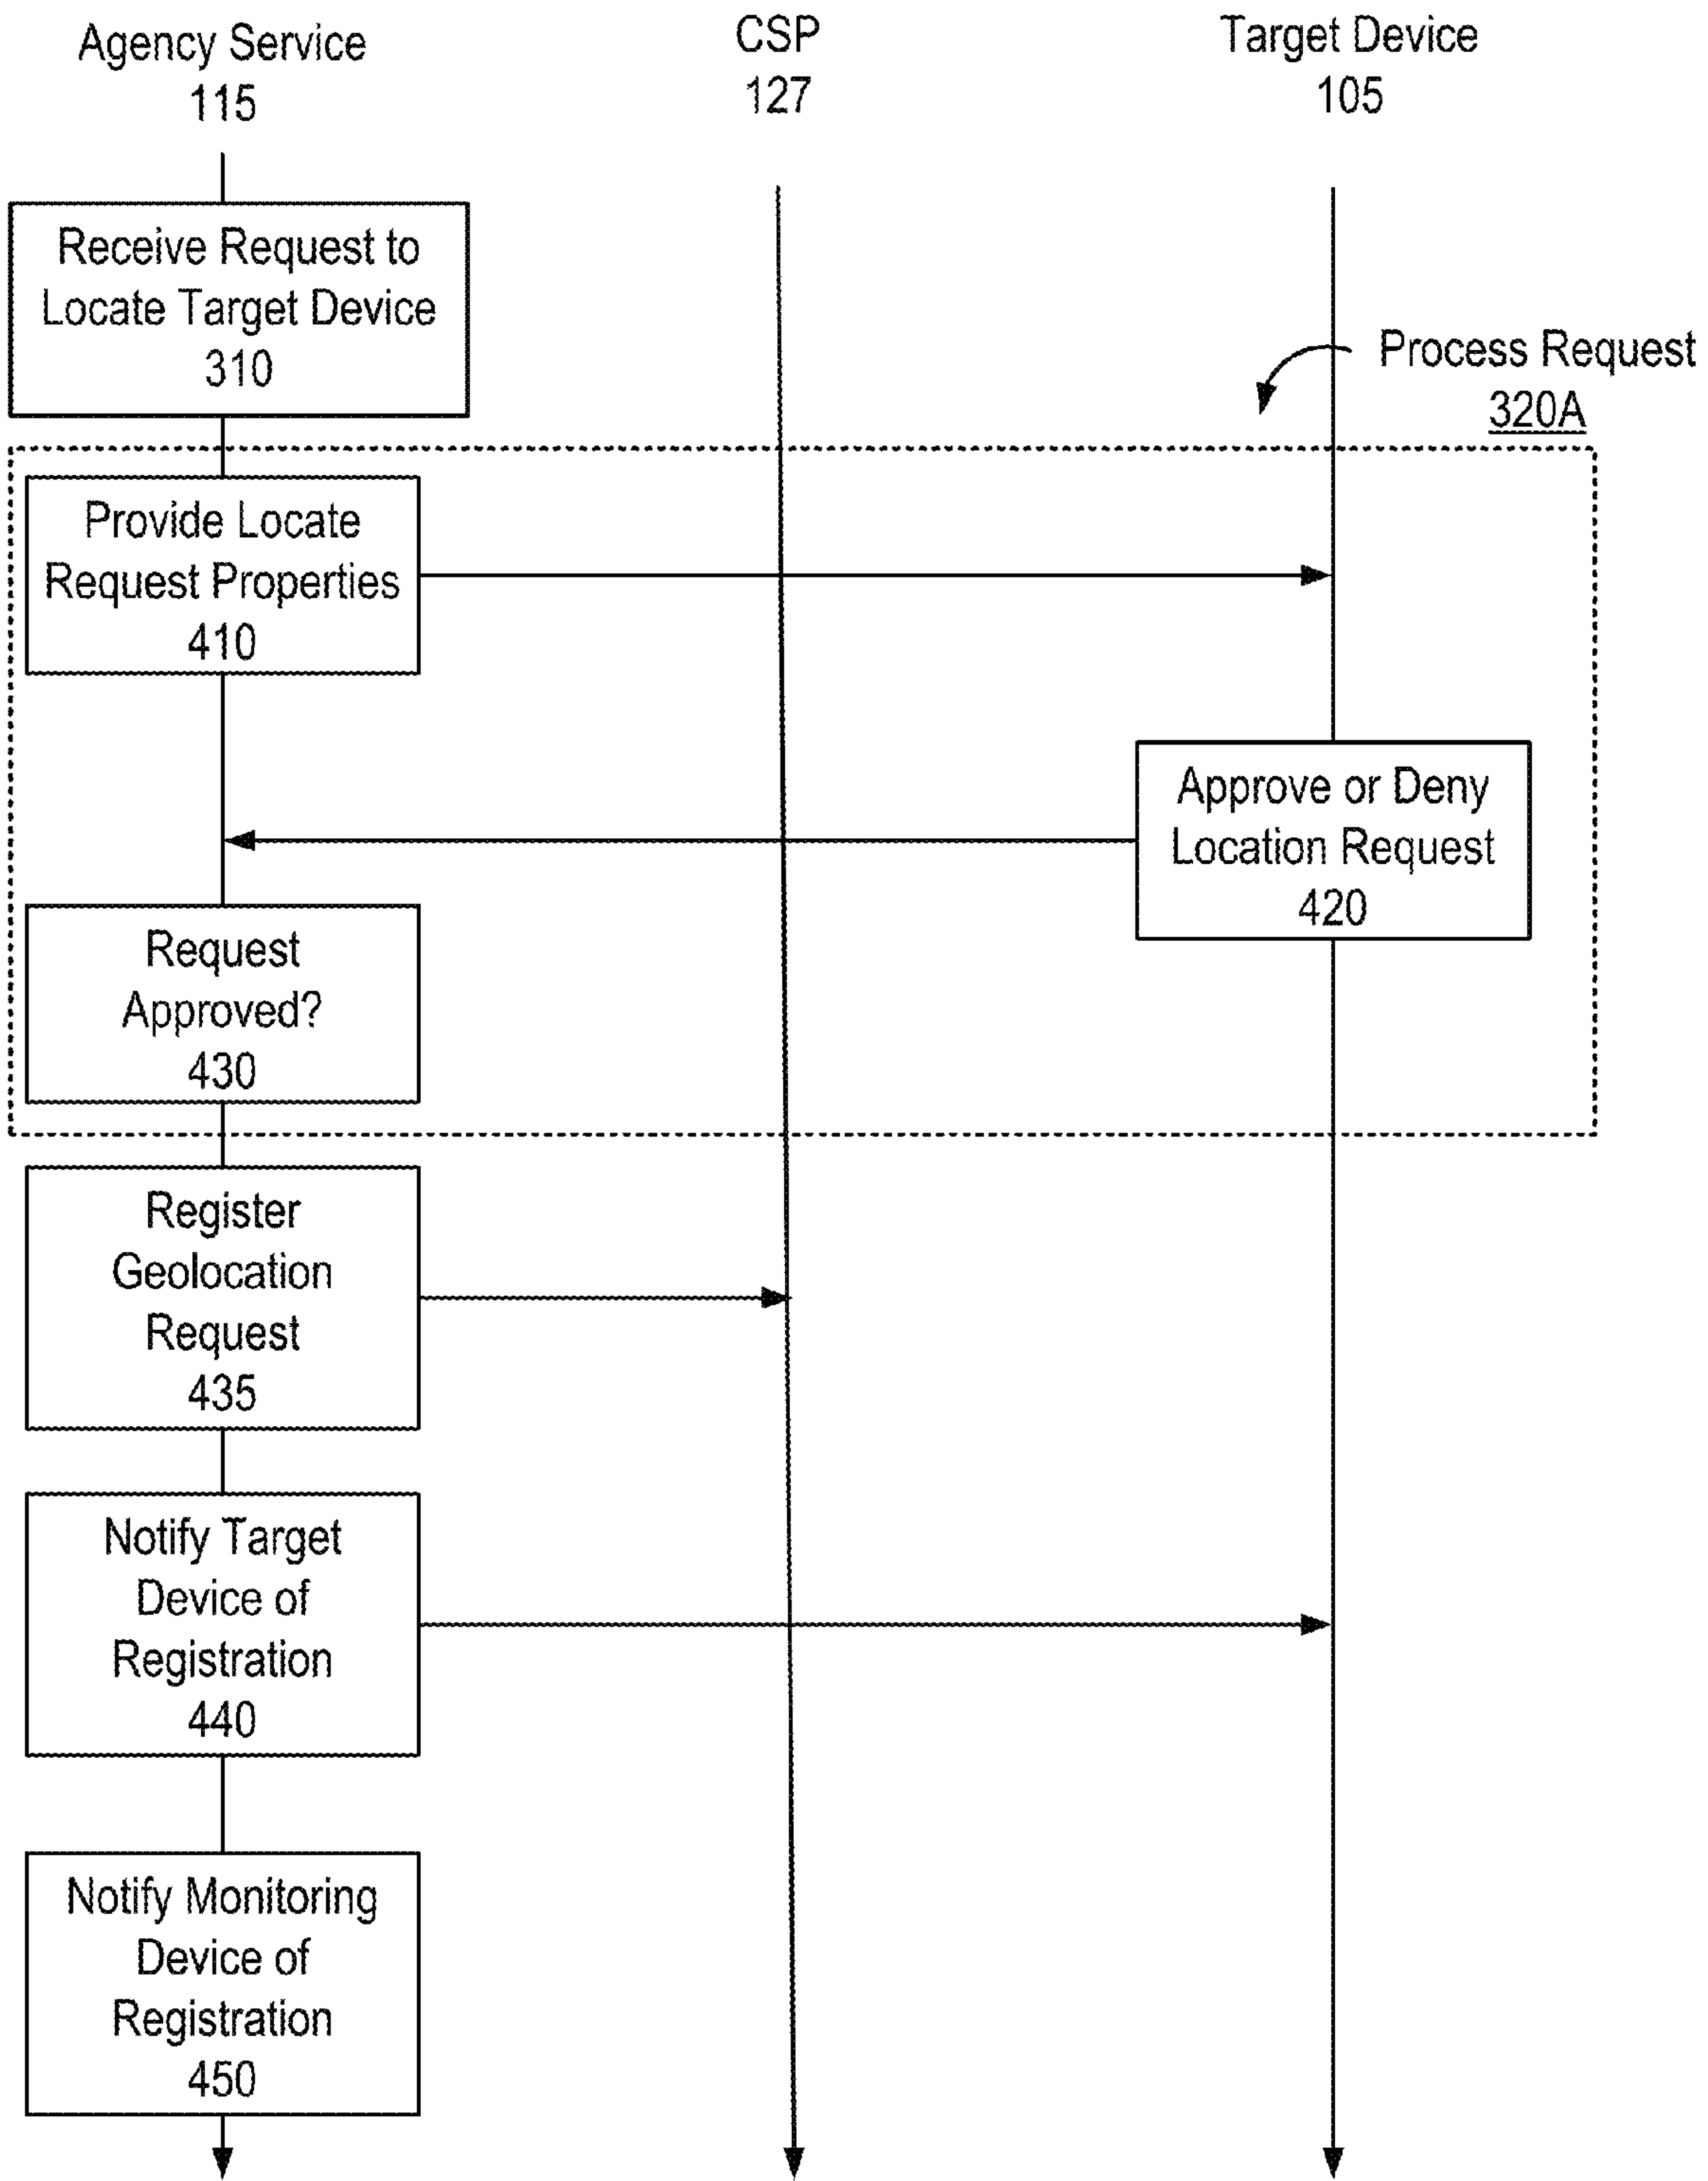 Agency Service
115
CSP
127
Target Device
105
Receive Request to
Locate Target Device
310
Process Request
320A
Provide Locate
Request Properties
410
Approve or Deny
Location Request
420
Request
Approved?
430
Register
Geolocation
Request
435
Notify Target
Device of
Registration
440
Notify Monitoring
Device of
Registration
450